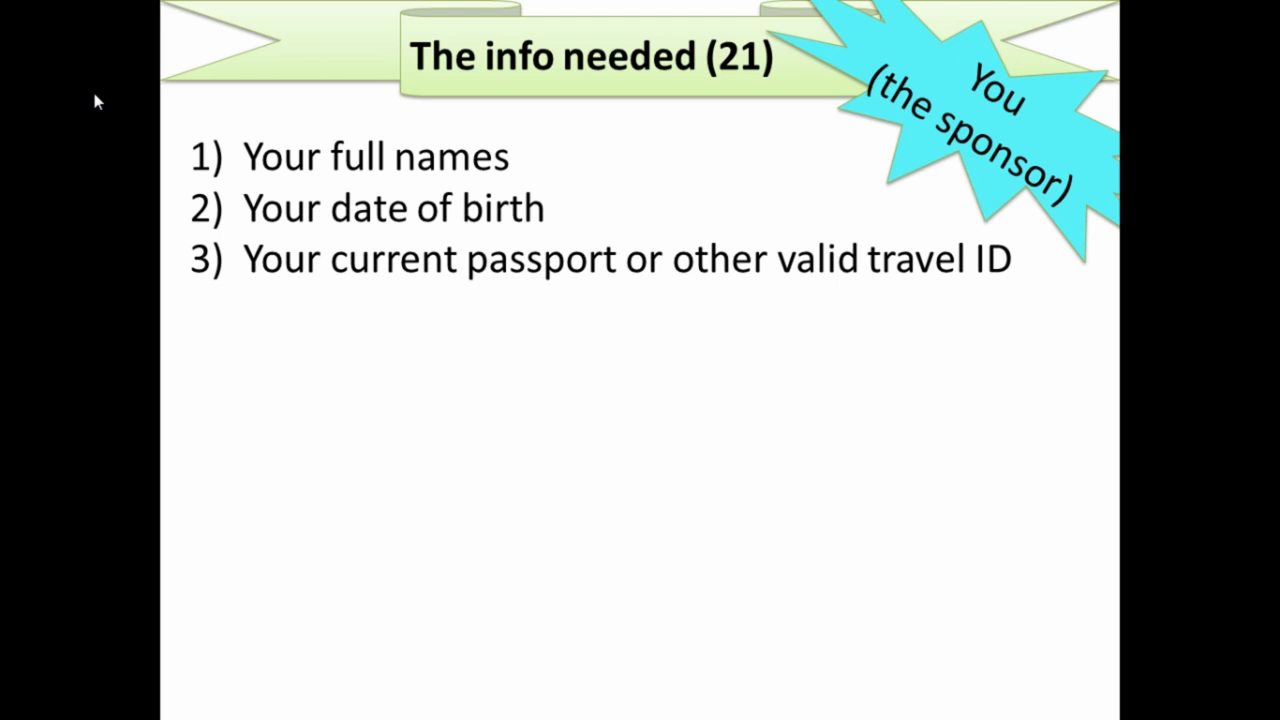 The info needed (21)
You
(the sponsor)
1) Your full names
2) Your date of birth
3) Your current passport or other valid travel ID